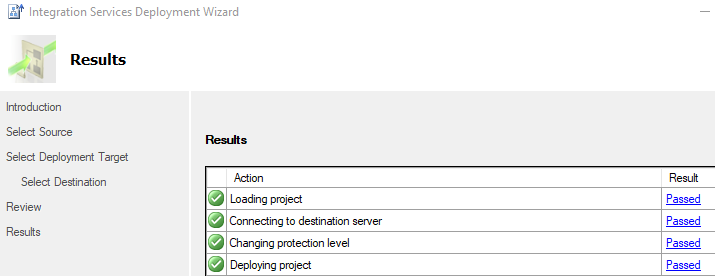 Integration Services Deployment Wizard
Results
Introduction
Select Source
Select Deployment Target
Select Destination
Review
Results
Results
Action Result
Loading project Passed
Connecting to destination server Passed
Changing protection level Passed
Deploying project Passed